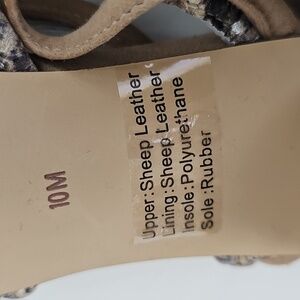 10M
Upper:Sheep Leather
Lining:Sheep Leather
Insole:Polyurethane
Sole:Rubber